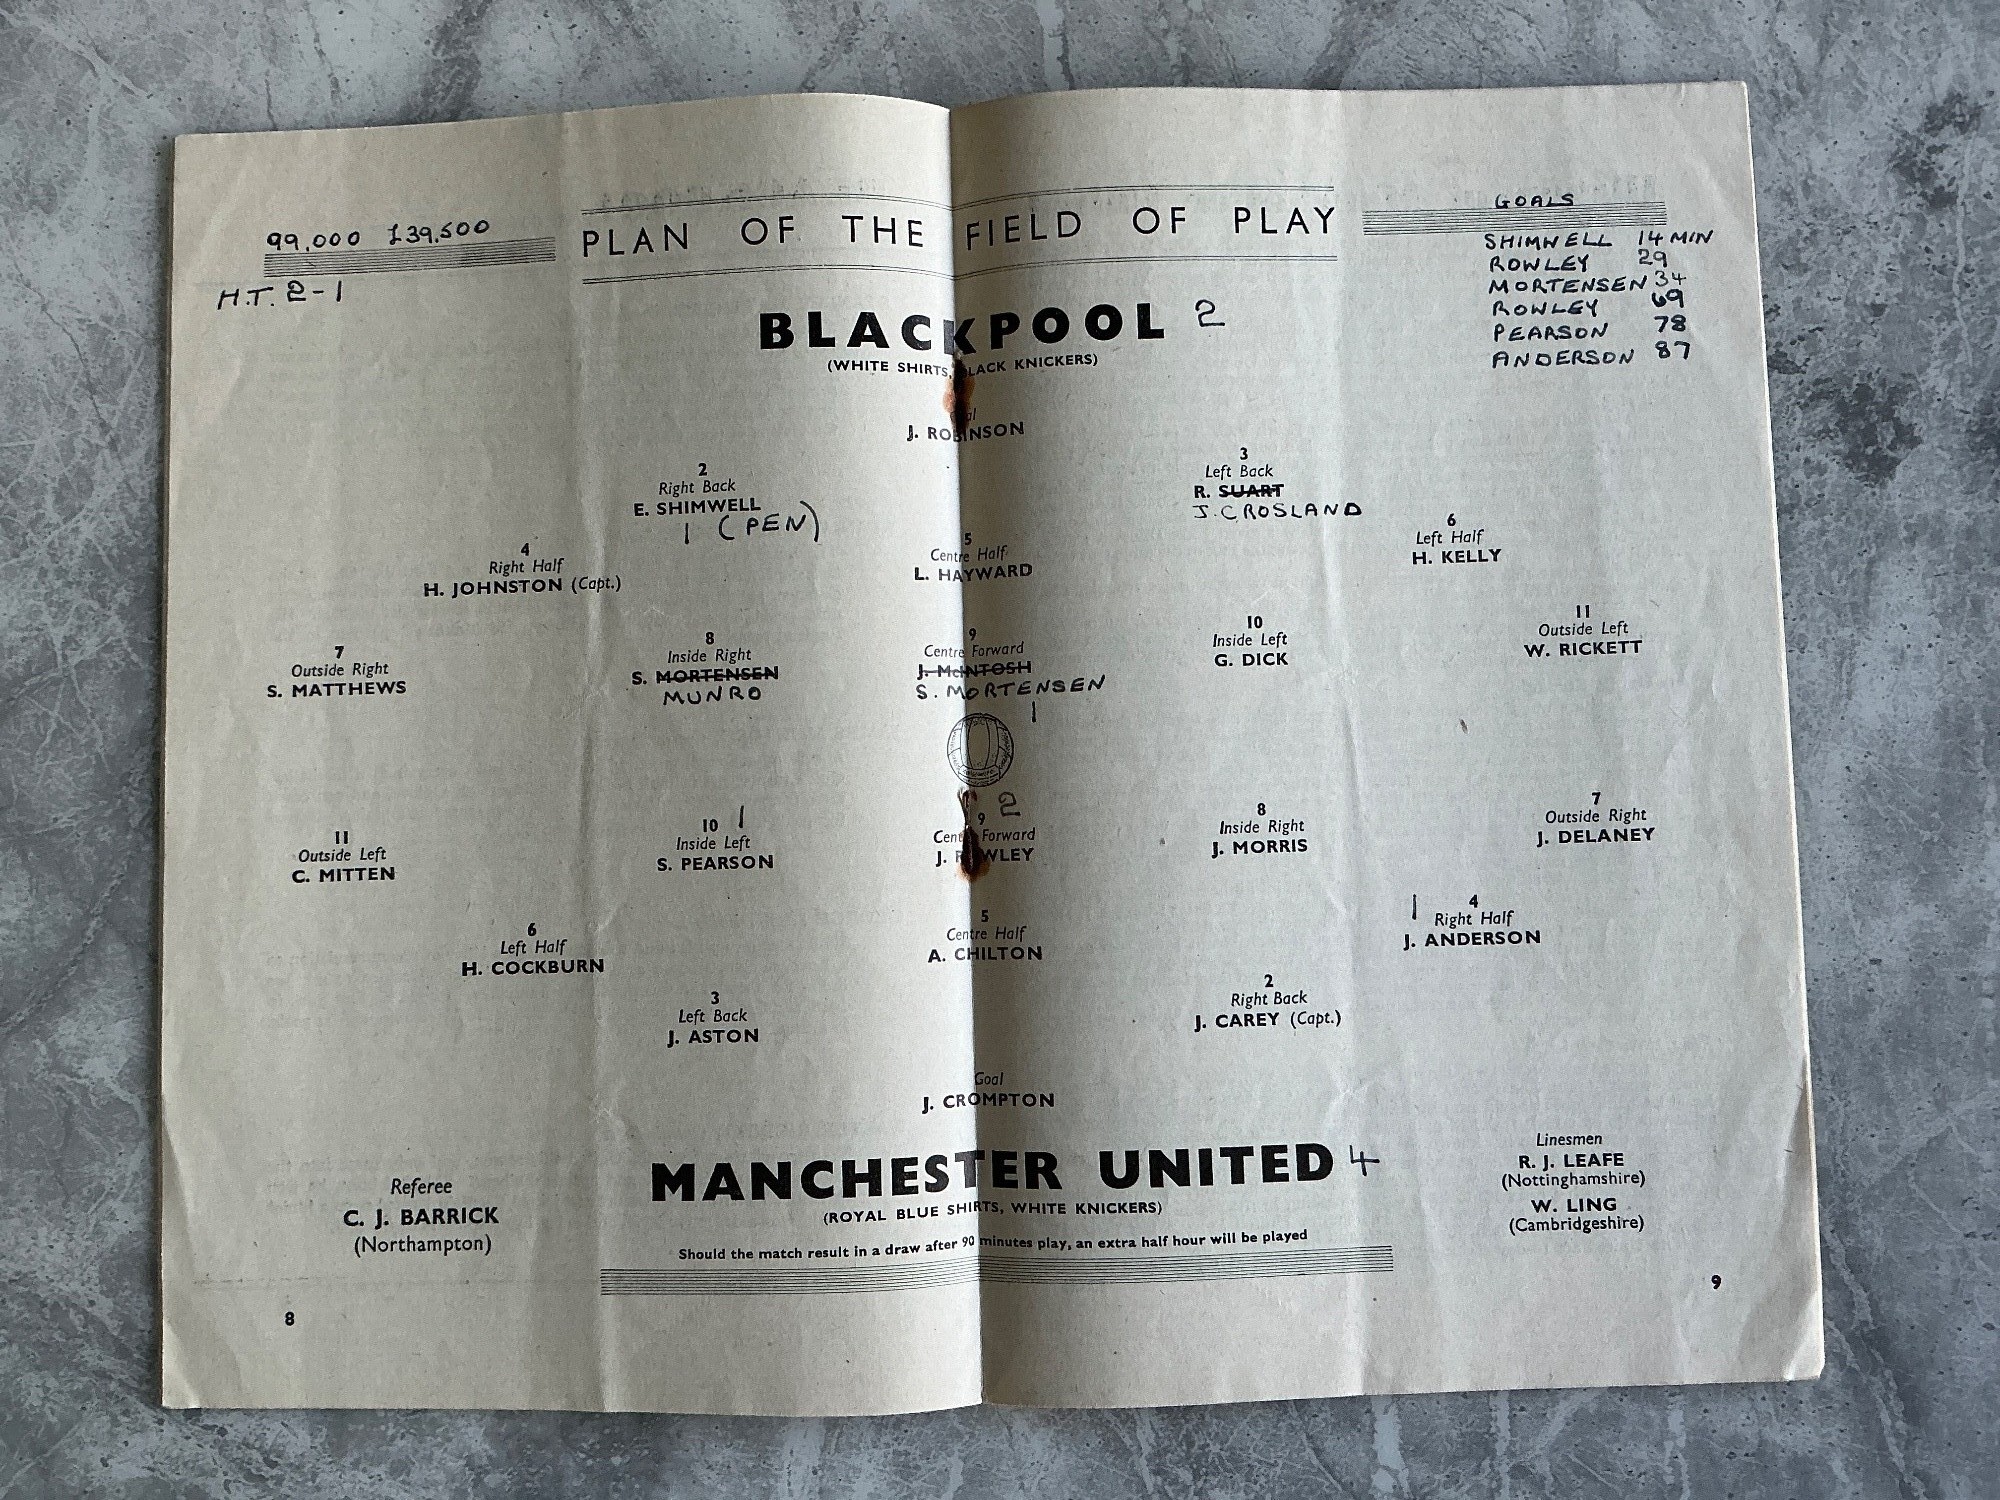 99,000 £39,500
H.T. 2-1
PLAN OF THE FIELD OF PLAY
GOALS
SHIMWELL 14 MIN
ROWLEY 29
MORTENSEN 34
ROWLEY 69
PEARSON 78
ANDERSON 87
BLACKPOOL 2
(WHITE SHIRTS, BLACK KNICKERS)
J. ROBINSON
2
Right Back
E. SHIMWELL
1 (PEN)
3
Left Back
R. SUART
J. CROSLAND
4
Right Half
H. JOHNSTON (Capt.)
5
Centre Half
L. HAYWARD
6
Left Half
H. KELLY
7
Outside Right
S. MATTHEWS
8
Inside Right
S. MORTENSEN
MUNRO
9
Centre Forward
J. McINTOSH
S. MORTENSEN
1
10
Inside Left
G. DICK
11
Outside Left
W. RICKETT
11
Outside Left
C. MITTEN
10 1
Inside Left
S. PEARSON
2
9
Centre Forward
J. ROWLEY
8
Inside Right
J. MORRIS
7
Outside Right
J. DELANEY
6
Left Half
H. COCKBURN
5
Centre Half
A. CHILTON
1 4
Right Half
J. ANDERSON
3
Left Back
J. ASTON
2
Right Back
J. CAREY (Capt.)
Goal
J. CROMPTON
MANCHESTER UNITED 4
(ROYAL BLUE SHIRTS, WHITE KNICKERS)
Should the match result in a draw after 90 minutes play, an extra half hour will be played
Referee
C. J. BARRICK
(Northampton)
Linesmen
R. J. LEAFE
(Nottinghamshire)
W. LING
(Cambridgeshire)
8
9